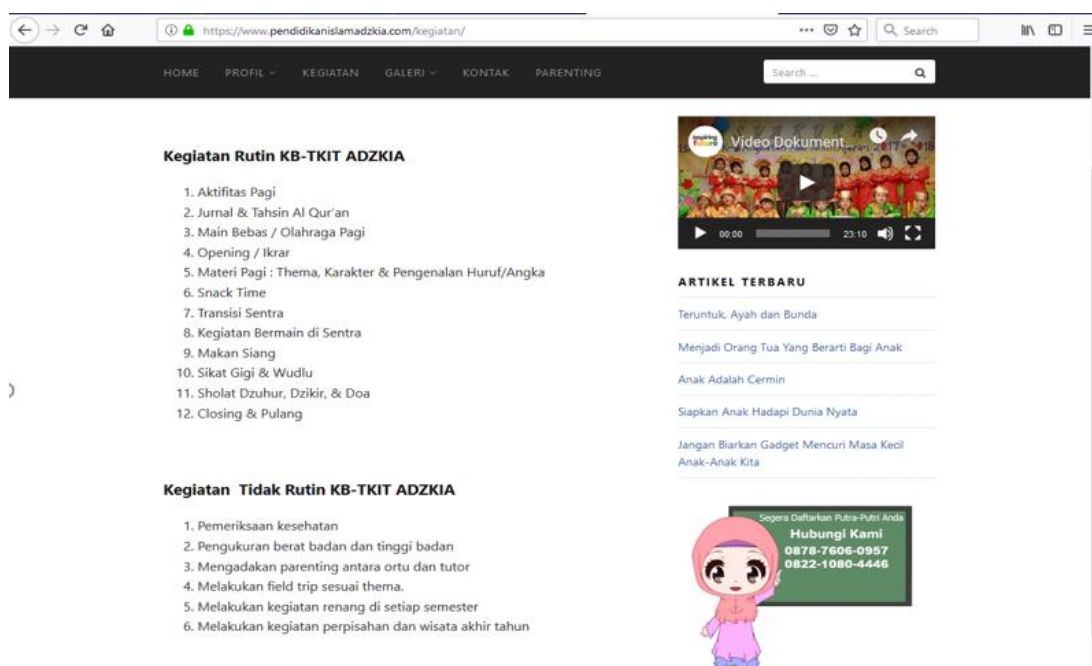 https://www.pendidikanislamadzkia.com/kegiatan/
Search
HOME PROFIL KEGIATAN GALERI KONTAK PARENTING
Search ...
Kegiatan Rutin KB-TKIT ADZKIA
1. Aktifitas Pagi
2. Jurnal & Tahsin Al Qur'an
3. Main Bebas / Olahraga Pagi
4. Opening / Ikrar
5. Materi Pagi : Thema, Karakter & Pengenalan Huruf/Angka
6. Snack Time
7. Transisi Sentra
8. Kegiatan Bermain di Sentra
9. Makan Siang
10. Sikat Gigi & Wudlu
11. Sholat Dzuhur, Dzikir, & Doa
12. Closing & Pulang
Kegiatan Tidak Rutin KB-TKIT ADZKIA
1. Pemeriksaan kesehatan
2. Pengukuran berat badan dan tinggi badan
3. Mengadakan parenting antara ortu dan tutor
4. Melakukan field trip sesuai thema.
5. Melakukan kegiatan renang di setiap semester
6. Melakukan kegiatan perpisahan dan wisata akhir tahun
Video Dokument...
00:00 23:10
ARTIKEL TERBARU
Teruntuk, Ayah dan Bunda
Menjadi Orang Tua Yang Berarti Bagi Anak
Anak Adalah Cermin
Siapkan Anak Hadapi Dunia Nyata
Jangan Biarkan Gadget Mencuri Masa Kecil
Anak-Anak Kita
Segera Daftarkan Putra-Putri Anda
Hubungi Kami
0878-7606-0957
0822-1080-4446